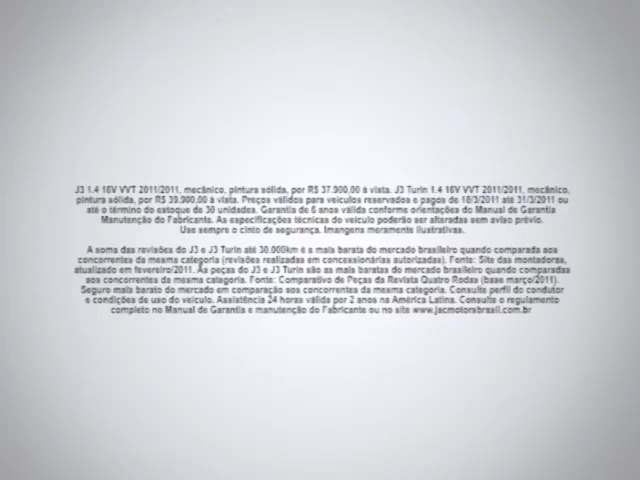 J3 1.4 16V VVT 2011/2011, mecânico, pintura sólida, por R$ 37.900,00 à vista. J3 Turin 1.4 16V VVT 2011/2011, mecânico,
pintura sólida, por R$ 39.900,00 à vista. Preços válidos para veículos reservados e pagos de 18/3/2011 até 31/3/2011 ou
até o término do estoque de 30 unidades. Garantia de 6 anos válida conforme orientações do Manual de Garantia
Manutenção do Fabricante. As especificações técnicas do veículo poderão ser alteradas sem aviso prévio.
Use sempre o cinto de segurança. Imangens meramente ilustrativas.
A soma das revisões do J3 e J3 Turin até 30.000km é a mais barata do mercado brasileiro quando comparada aos
concorrentes da mesma categoria (revisões realizadas em concessionárias autorizadas). Fonte: Site das montadoras,
atualizado em fevereiro/2011. As peças do J3 e J3 Turin são as mais baratas do mercado brasileiro quando comparadas
aos concorrentes da mesma categoria. Fonte: Comparativo de Peças da Revista Quatro Rodas (base março/2011).
Seguro mais barato do mercado em comparação aos concorrentes da mesma categoria. Consulte perfil do condutor
e condições de uso do veículo. Assistência 24 horas válida por 2 anos na América Latina. Consulte o regulamento
completo no Manual de Garantia e manutenção do Fabricante ou no site www.jacmotorsbrasil.com.br